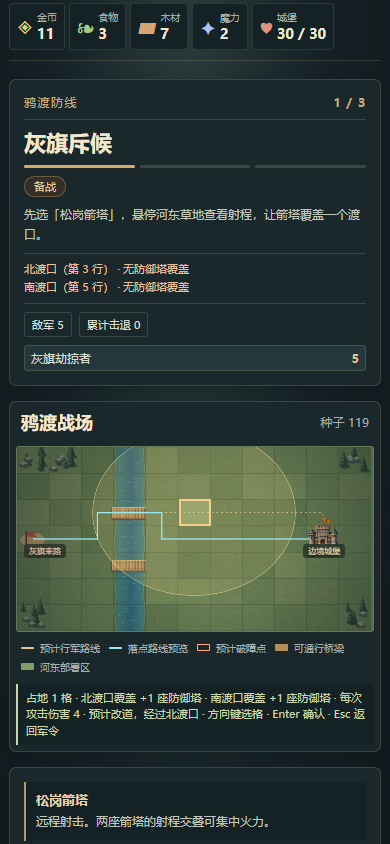 金币
11
食物
3
木材
7
魔力
2
城堡
30 / 30
鸦渡防线
1 / 3
灰旗斥候
备战
先选「松岗箭塔」，悬停河东草地查看射程，让箭塔覆盖一个渡
口。
北渡口（第 3 行）· 无防御塔覆盖
南渡口（第 5 行）· 无防御塔覆盖
敌军 5
累计击退 0
灰旗劫掠者
5
鸦渡战场
种子 119
灰旗来路
边境城堡
预计行军路线
落点路线预览
预计破障点
可通行桥梁
河东部署区
占地 1 格 · 北渡口覆盖 +1 座防御塔 · 南渡口覆盖 +1 座防御塔 · 每次
攻击伤害 4 · 预计改道，经过北渡口 · 方向键选格 · Enter 确认 · Esc 返
回军令
松岗箭塔
远程射击。两座箭塔的射程交叠可集中火力。